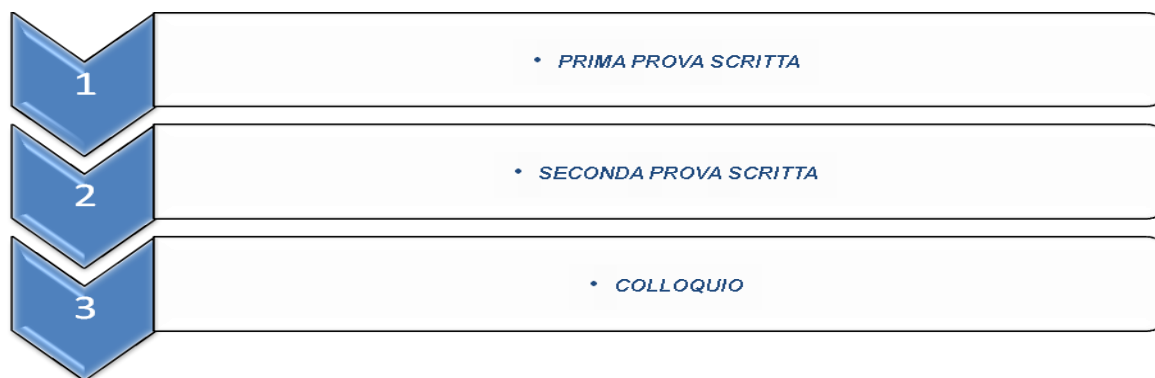 1
• PRIMA PROVA SCRITTA
2
• SECONDA PROVA SCRITTA
3
• COLLOQUIO